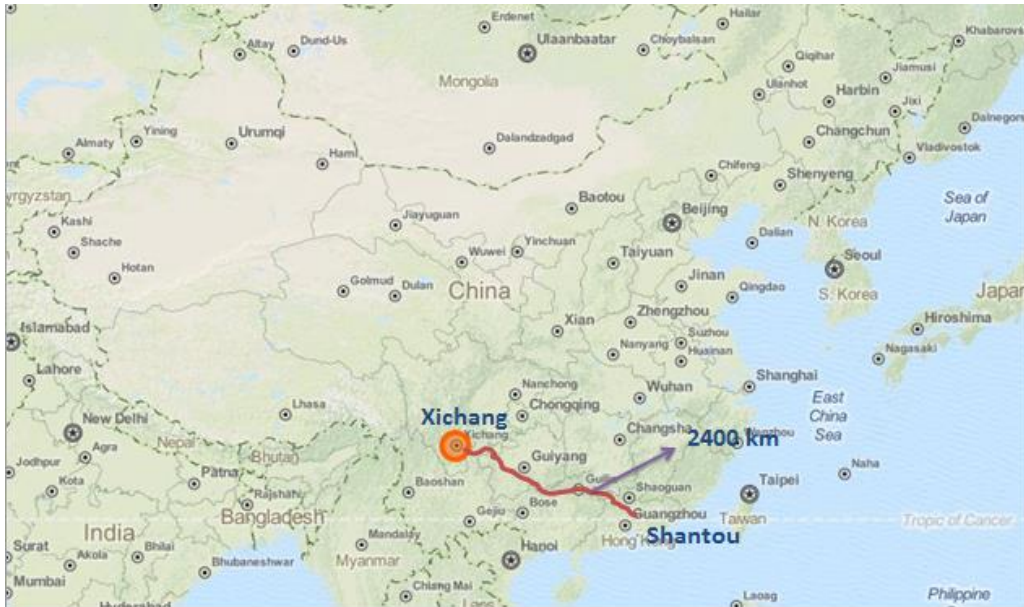 Erdenet
Hailar
Khabarovs
Altay
Dund-Us
Ulaanbaatar
Choybalsan
Qiqihar
Jiamusi
Mongolia
Ulanhot
Harbin
Jixi
Dalnegor
Yining
Urumqi
Dalandzadgad
Changchun
Almaty
Hami
Vladivostok
Chifeng
Shenyeng
yrgyzstan
Baotou
Sea of
Japan
Kashi
Jiayuguan
Beijing
N. Korea
Shache
Yinchuan
Dalian
Wuwei
Taiyuan
Seoul
Hotan
Golmud
Dulan
China
Jinan
Qingdao
S. Korea
Japar
Zhengzhou
Hiroshima
Islamabad
Xian
Suzhou
Nanyang
Huainan
Nagasaki
Lahore
Shanghai
Nanchong
Wuhan
Lhasa
Chongqing
East
China
Sea
New Delhi
Xichang
Changsha
2400 km
Nepal
Agra
Bhutan
Guiyang
Jodhpur
Patna
Naha
Kota
Baoshan
Taipei
Rajshahi
Shaoguan
Bose
Bangladesh
Gejiu
Guangzhou
Taiwan
Tropic of Cancer
India
Mandalay
Hong Kong
Shantou
Surat
Akola
Bhilai
Myanmar
Hanoi
Bhubaneshwar
Mumbai
Chiang Mai
Laoag
Philippine